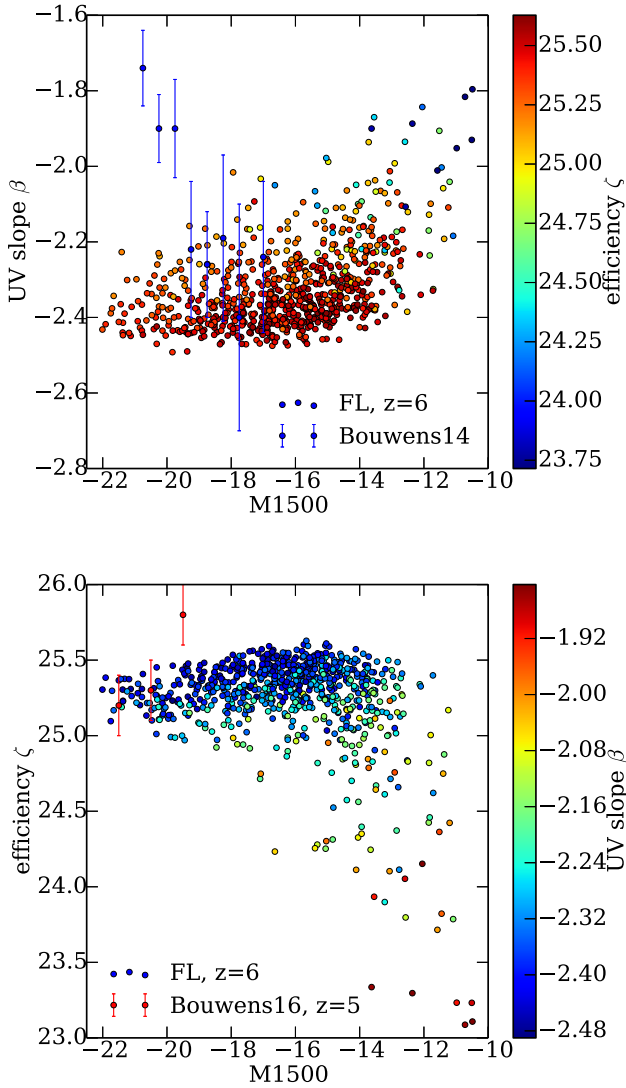 −1.6
−1.8
−2.0
−2.2
−2.4
−2.6
−2.8
UV slope β
−22 −20 −18 −16 −14 −12 −10
M1500
FL, z=6
Bouwens14
25.50
25.25
25.00
24.75
24.50
24.25
24.00
23.75
efficiency ζ
26.0
25.5
25.0
24.5
24.0
23.5
23.0
efficiency ζ
−22 −20 −18 −16 −14 −12 −10
M1500
FL, z=6
Bouwens16, z=5
−1.92
−2.00
−2.08
−2.16
−2.24
−2.32
−2.40
−2.48
UV slope β